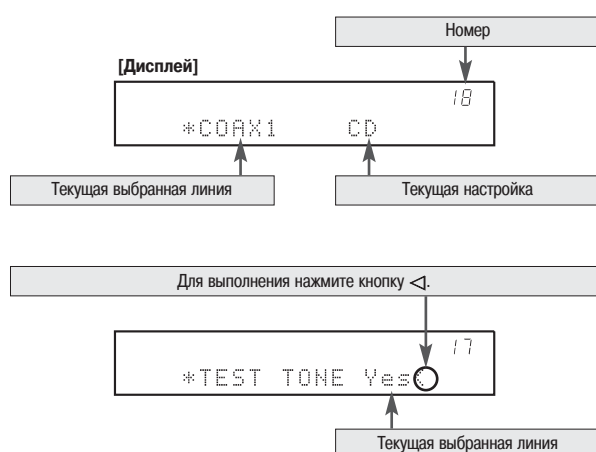 Номер
[Дисплей]
18
*COAX1 CD
Текущая выбранная линия
Текущая настройка
Для выполнения нажмите кнопку ◁.
17
*TEST TONE Yes
Текущая выбранная линия